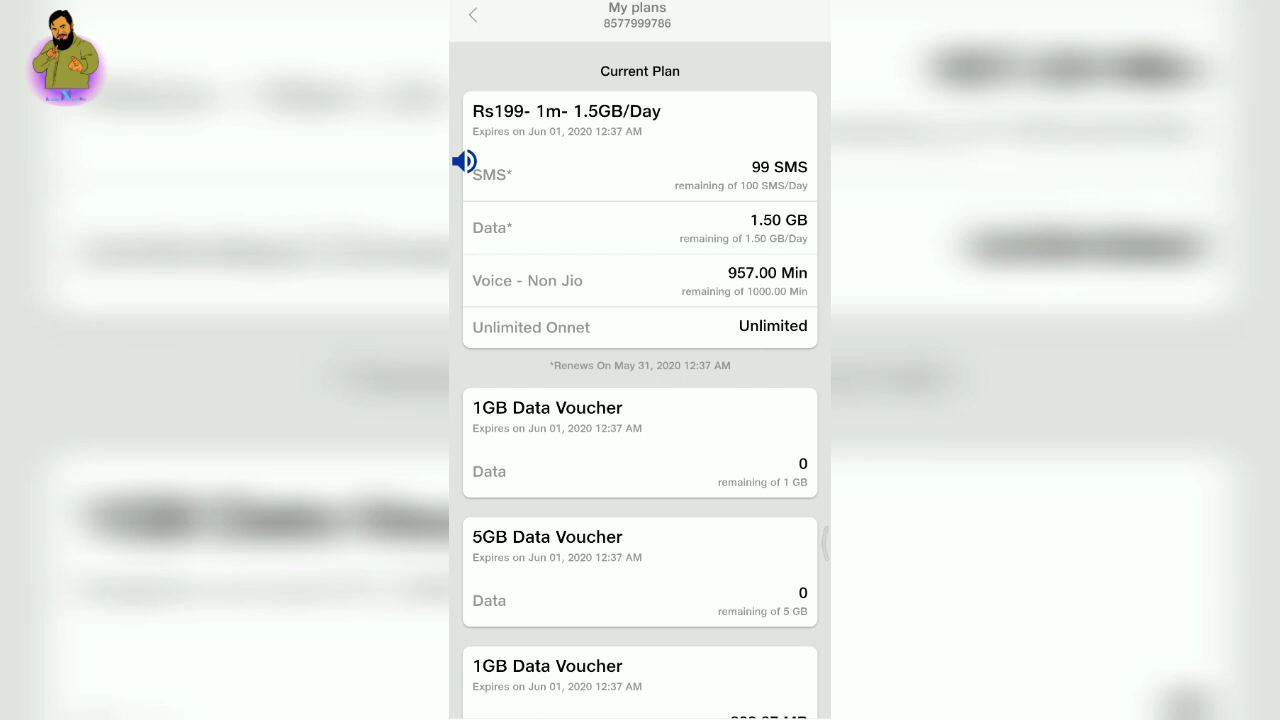 My plans
8577999786
Current Plan
Rs199- 1m- 1.5GB/Day
Expires on Jun 01, 2020 12:37 AM
SMS*
99 SMS
remaining of 100 SMS/Day
Data*
1.50 GB
remaining of 1.50 GB/Day
Voice - Non Jio
957.00 Min
remaining of 1000.00 Min
Unlimited Onnet
Unlimited
*Renews On May 31, 2020 12:37 AM
1GB Data Voucher
Expires on Jun 01, 2020 12:37 AM
Data
0
remaining of 1 GB
5GB Data Voucher
Expires on Jun 01, 2020 12:37 AM
Data
0
remaining of 5 GB
1GB Data Voucher
Expires on Jun 01, 2020 12:37 AM